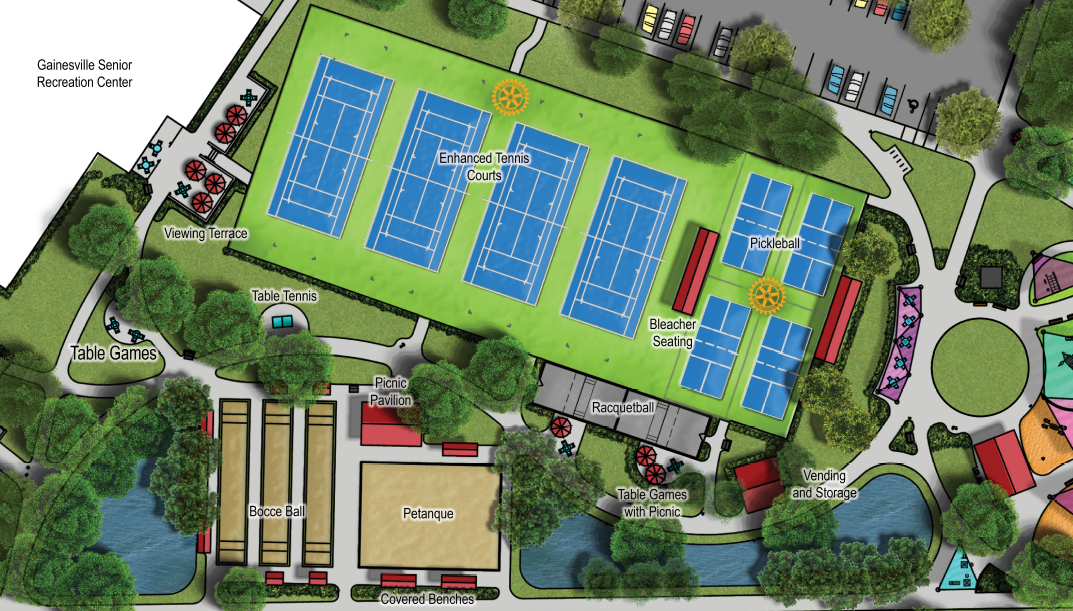 Gainesville Senior
Recreation Center
Enhanced Tennis
Courts
Viewing Terrace
Pickleball
Table Tennis
Bleacher
Seating
Table Games
Picnic
Pavilion
Racquetball
Vending
and Storage
Table Games
with Picnic
Bocce Ball
Petanque
Covered Benches